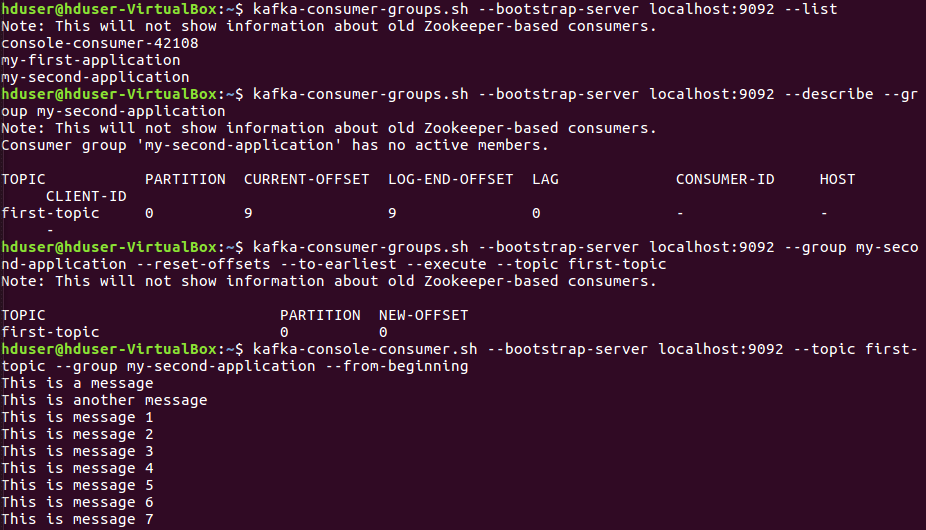 hduser@hduser-VirtualBox:~$ kafka-consumer-groups.sh --bootstrap-server localhost:9092 --list
Note: This will not show information about old Zookeeper-based consumers.
console-consumer-42108
my-first-application
my-second-application
hduser@hduser-VirtualBox:~$ kafka-consumer-groups.sh --bootstrap-server localhost:9092 --describe --gr
oup my-second-application
Note: This will not show information about old Zookeeper-based consumers.
Consumer group 'my-second-application' has no active members.
TOPIC PARTITION CURRENT-OFFSET LOG-END-OFFSET LAG CONSUMER-ID HOST
CLIENT-ID
first-topic 0 9 9 0 - -
-
hduser@hduser-VirtualBox:~$ kafka-consumer-groups.sh --bootstrap-server localhost:9092 --group my-seco
nd-application --reset-offsets --to-earliest --execute --topic first-topic
Note: This will not show information about old Zookeeper-based consumers.
TOPIC PARTITION NEW-OFFSET
first-topic 0 0
hduser@hduser-VirtualBox:~$ kafka-console-consumer.sh --bootstrap-server localhost:9092 --topic first-
topic --group my-second-application --from-beginning
This is a message
This is another message
This is message 1
This is message 2
This is message 3
This is message 4
This is message 5
This is message 6
This is message 7